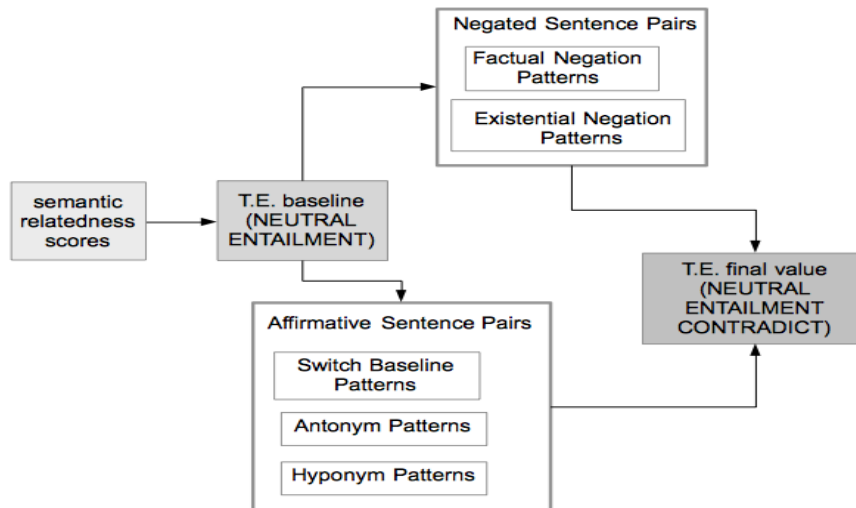 Negated Sentence Pairs
Factual Negation
Patterns
Existential Negation
Patterns
semantic
relatedness
scores
T.E. baseline
(NEUTRAL
ENTAILMENT)
T.E. final value
(NEUTRAL
ENTAILMENT
CONTRADICT)
Affirmative Sentence Pairs
Switch Baseline
Patterns
Antonym Patterns
Hyponym Patterns